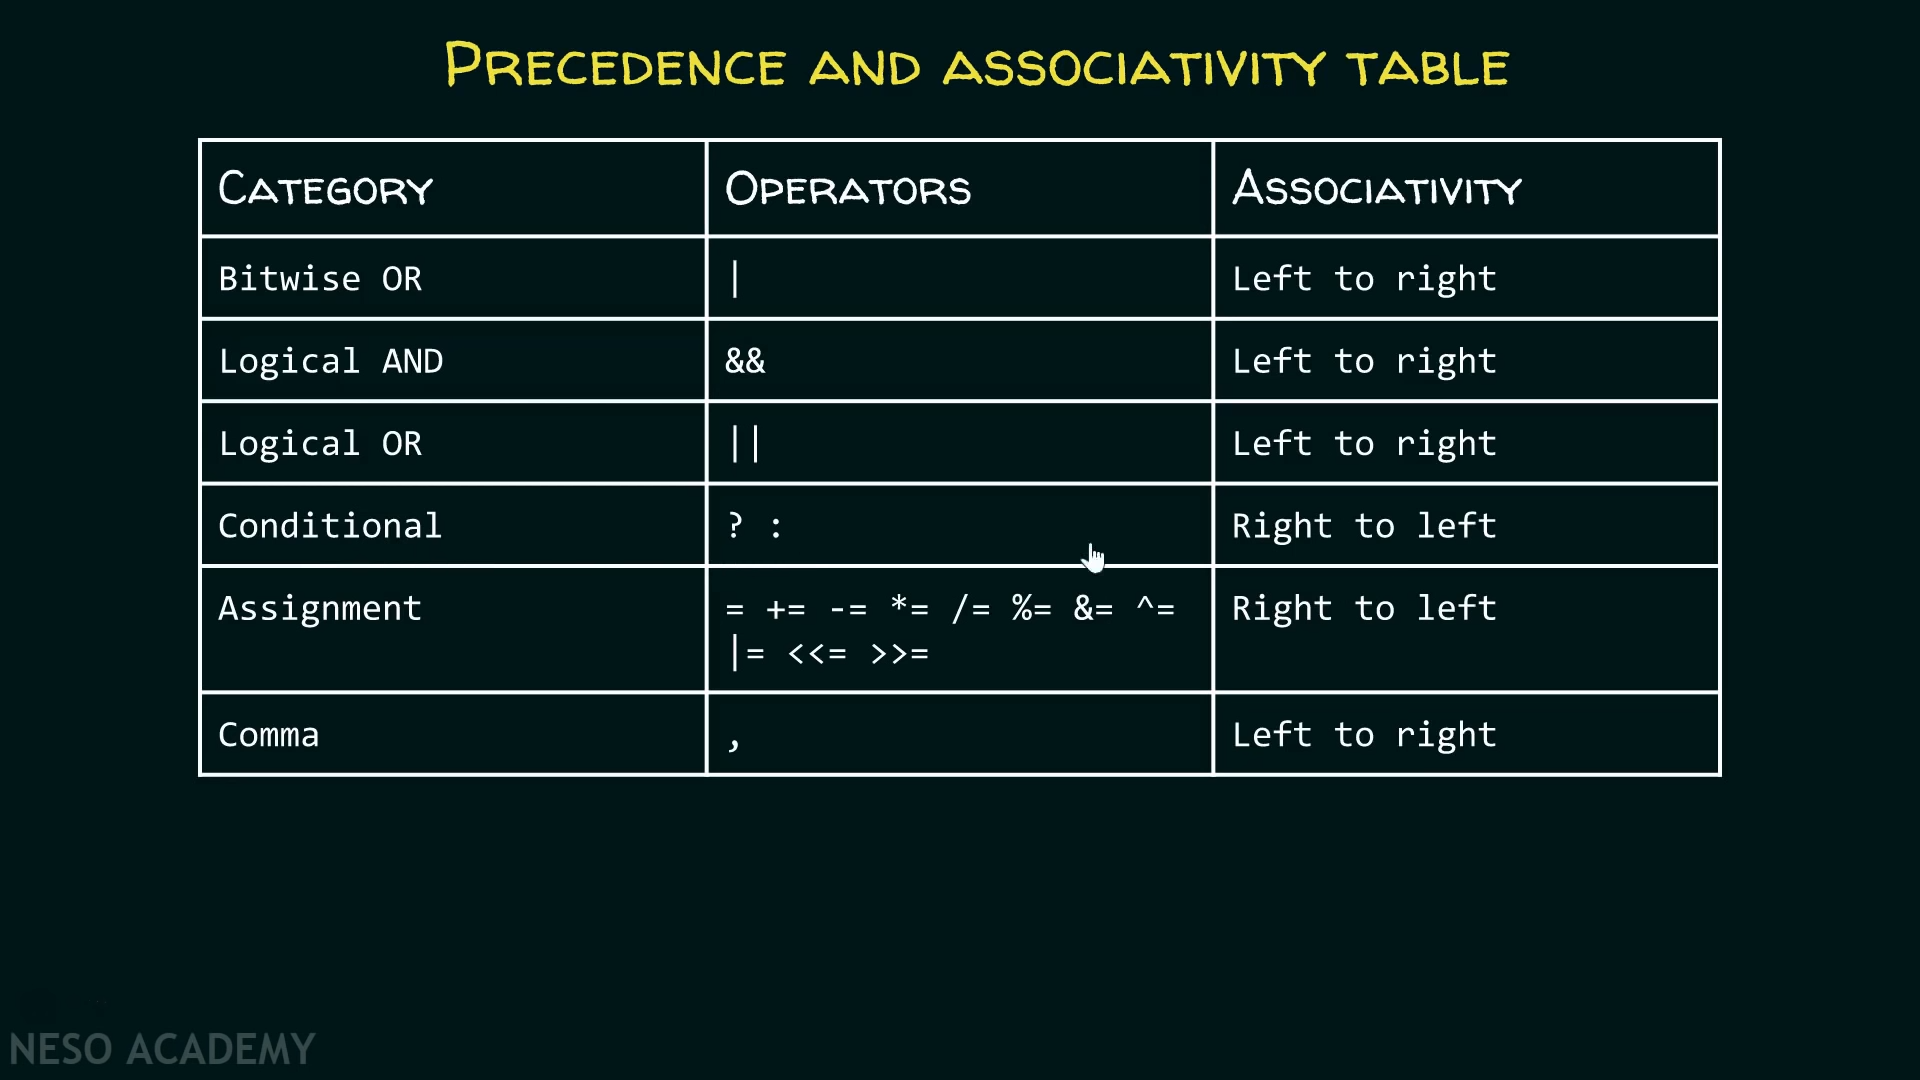 Precedence and associativity table
Category Operators Associativity
Bitwise OR | Left to right
Logical AND && Left to right
Logical OR || Left to right
Conditional ? : Right to left
Assignment = += -= *= /= %= &= ^= Right to left
|= <<= >>=
Comma , Left to right
NESO ACADEMY